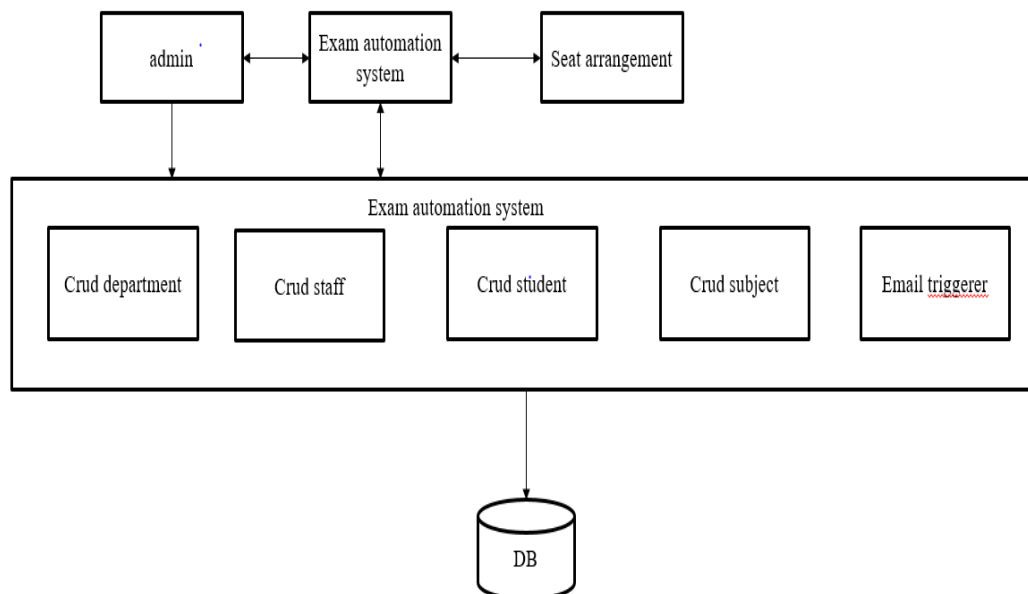 admin
Exam automation
system
Seat arrangement
Exam automation system
Crud department
Crud staff
Crud student
Crud subject
Email triggerer
DB